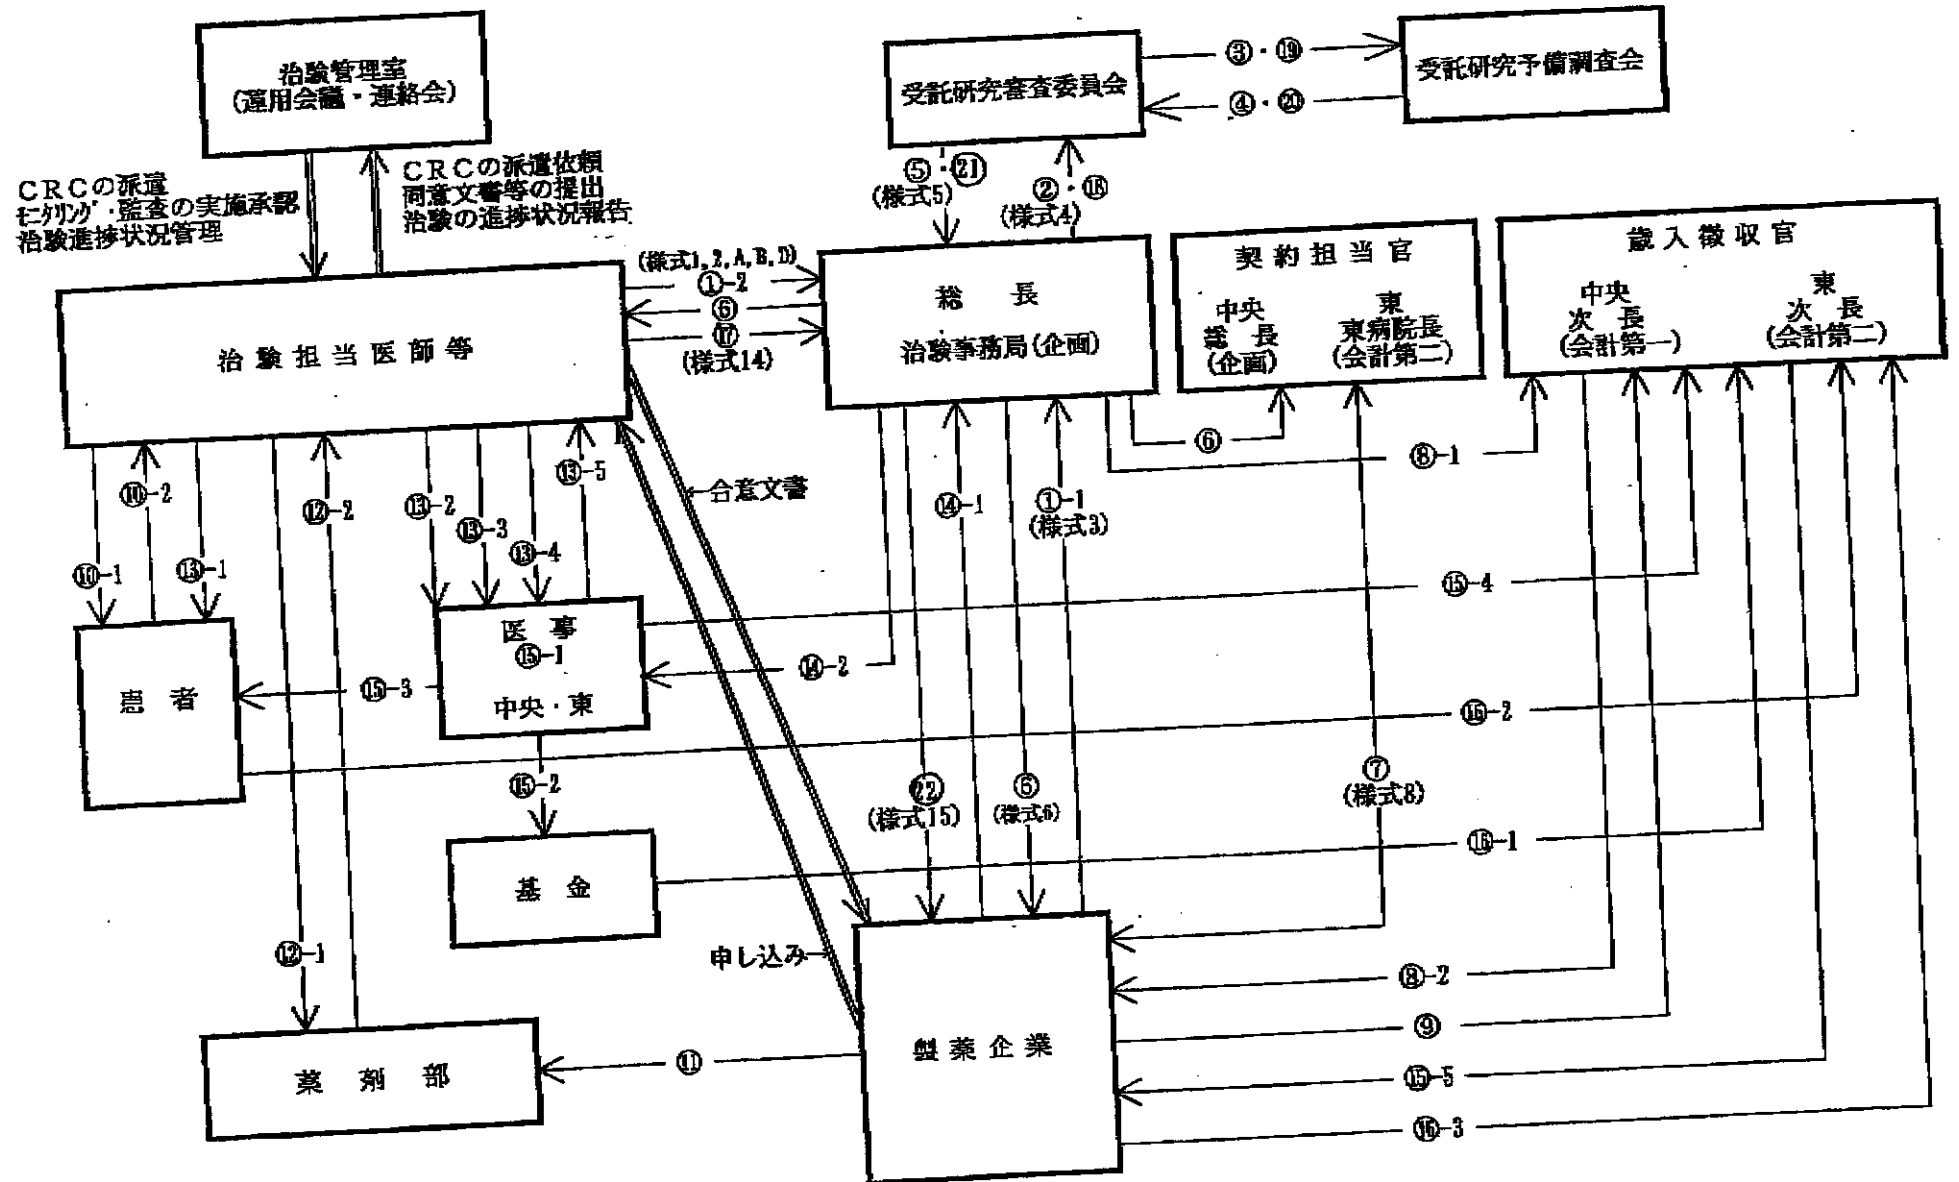 治験管理室
(運用会議・連絡会)
受託研究審査委員会
③・⑲
④・⑳
受託研究予備調査会
CRCの派遣
モニタリング・監査の実施承認
治験進捗状況管理
CRCの派遣依頼
同意文書等の提出
治験の進捗状況報告
⑤・㉑
(様式5)
②・⑱
(様式4)
(様式1,2,A,B,D)
①-2
⑥
⑰
(様式14)
治験担当医師等
総長
治験事務局(企画)
契約担当官
中央
総長
(企画)
東
東病院長
(会計第二)
歳入徴収官
中央
次長
(会計第一)
東
次長
(会計第二)
⑥
⑧-1
⑩-2
⑩-1
⑬-1
⑫-2
⑬-2
⑬-3
⑬-4
⑬-5
合意文書
⑭-1
①-1
(様式3)
⑮-4
患者
医事
⑮-1
中央・東
⑮-3
⑭-2
⑯-2
⑮-2
㉒
(様式15)
⑥
(様式6)
⑦
(様式8)
⑯-1
基金
⑫-1
申し込み
⑧-2
製薬企業
⑨
薬剤部
⑪
⑮-5
⑯-3